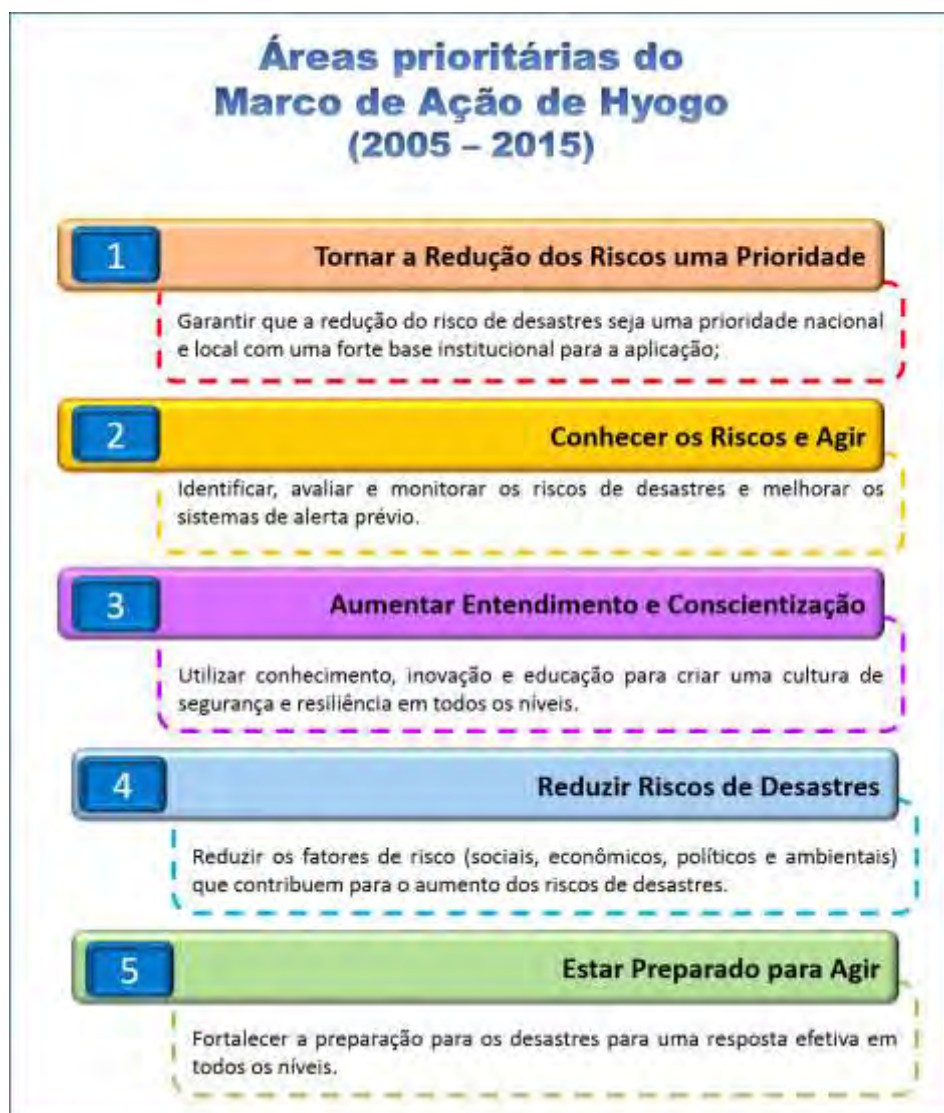 Áreas prioritárias do
Marco de Ação de Hyogo
(2005 – 2015)
1
Tornar a Redução dos Riscos uma Prioridade
Garantir que a redução do risco de desastres seja uma prioridade nacional
e local com uma forte base institucional para a aplicação;
2
Conhecer os Riscos e Agir
Identificar, avaliar e monitorar os riscos de desastres e melhorar os
sistemas de alerta prévio.
3
Aumentar Entendimento e Conscientização
Utilizar conhecimento, inovação e educação para criar uma cultura de
segurança e resiliência em todos os níveis.
4
Reduzir Riscos de Desastres
Reduzir os fatores de risco (sociais, econômicos, políticos e ambientais)
que contribuem para o aumento dos riscos de desastres.
5
Estar Preparado para Agir
Fortalecer a preparação para os desastres para uma resposta efetiva em
todos os níveis.